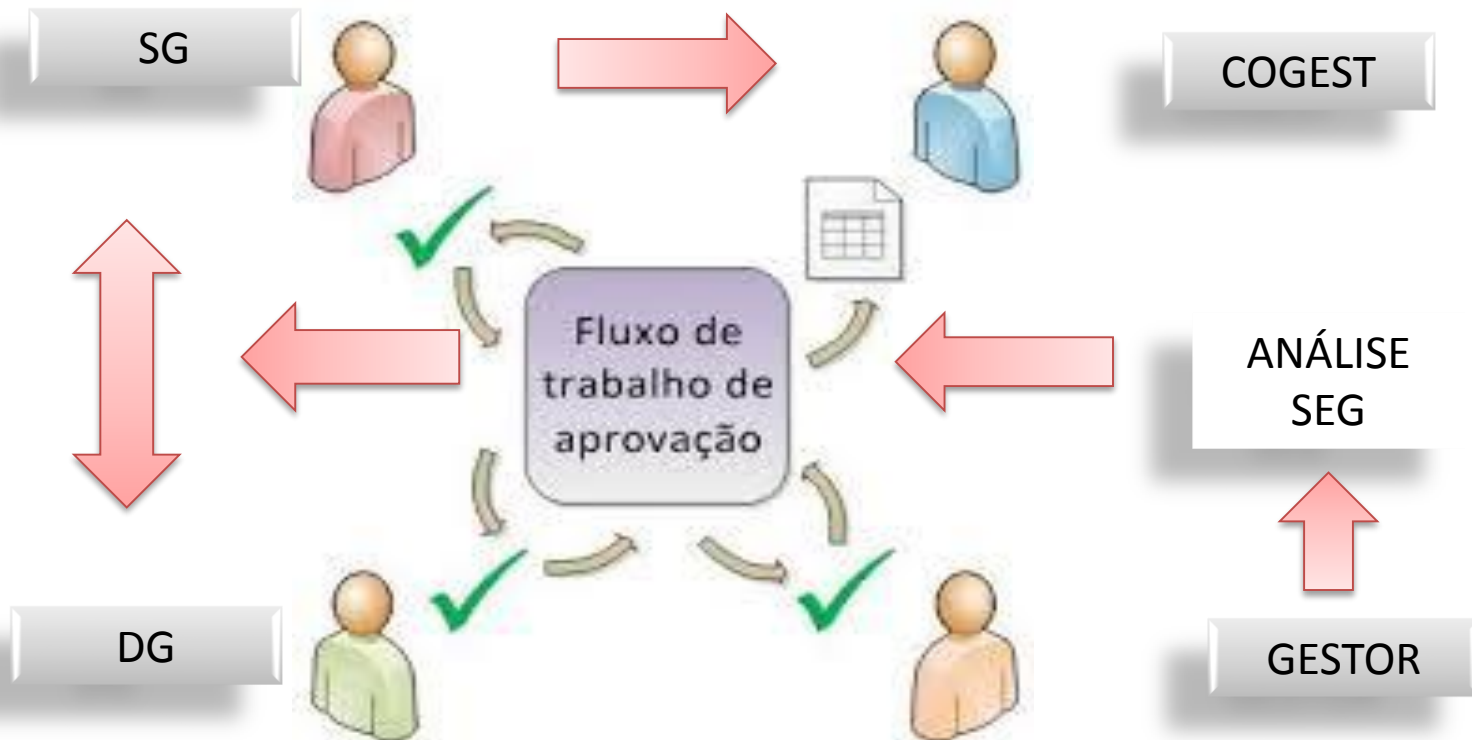 SG
COGEST
Fluxo de
trabalho de
aprovação
ANÁLISE
SEG
DG
GESTOR